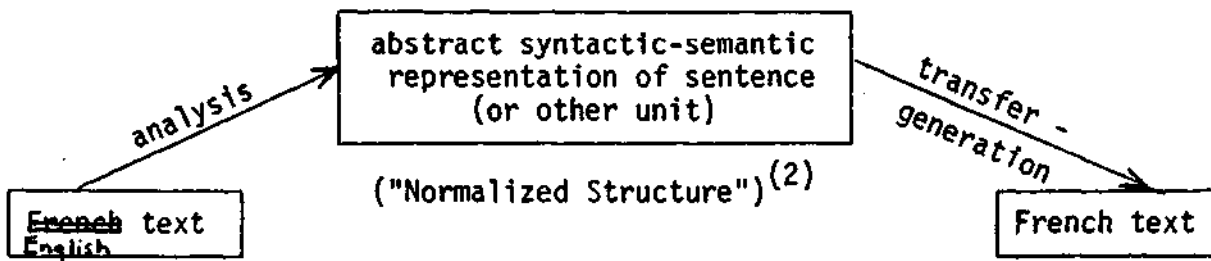 abstract syntactic-semantic
representation of sentence
(or other unit)
analysis
transfer -
generation
("Normalized Structure")(2)
French text
English
French text